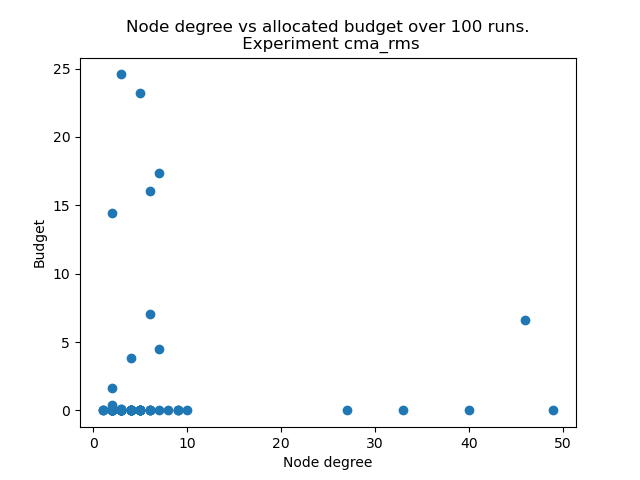 Node degree vs allocated budget over 100 runs.
Experiment cma_rms
25
20
15
10
5
0
Budget
0 10 20 30 40 50
Node degree